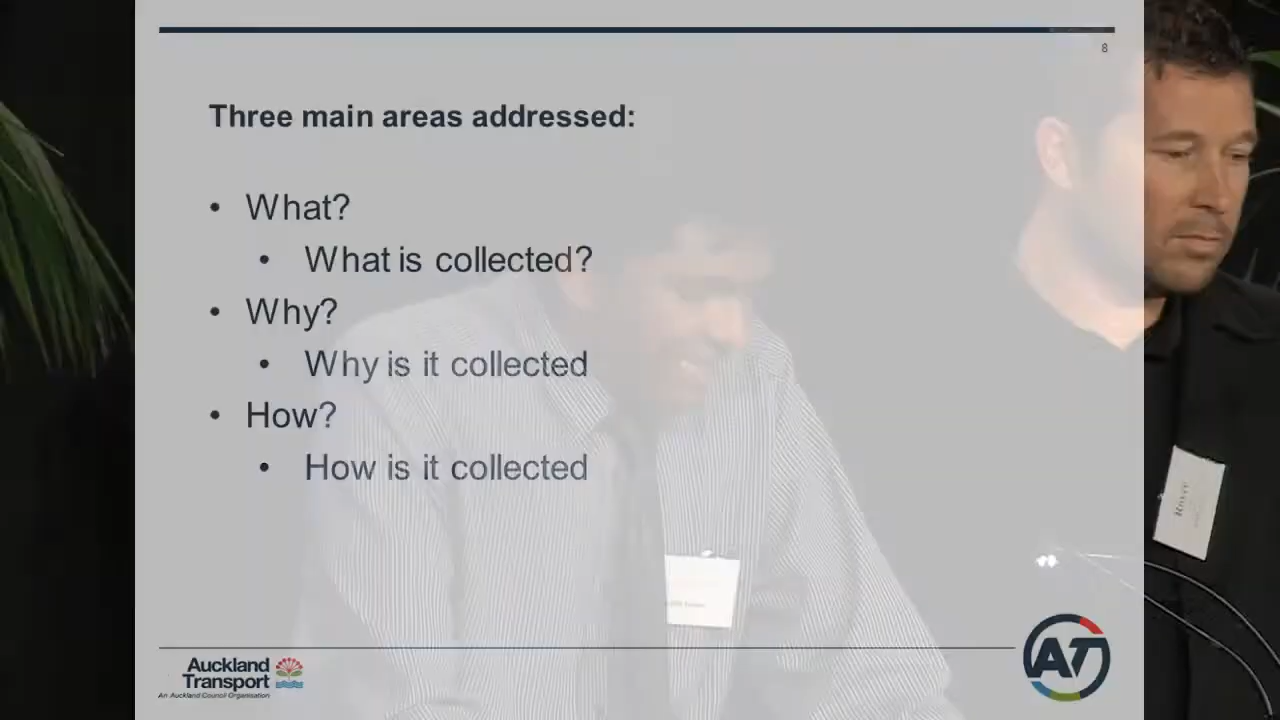 8
Three main areas addressed:
• What?
• What is collected?
• Why?
• Why is it collected
• How?
• How is it collected
Auckland
Transport
An Auckland Council Organisation
AT